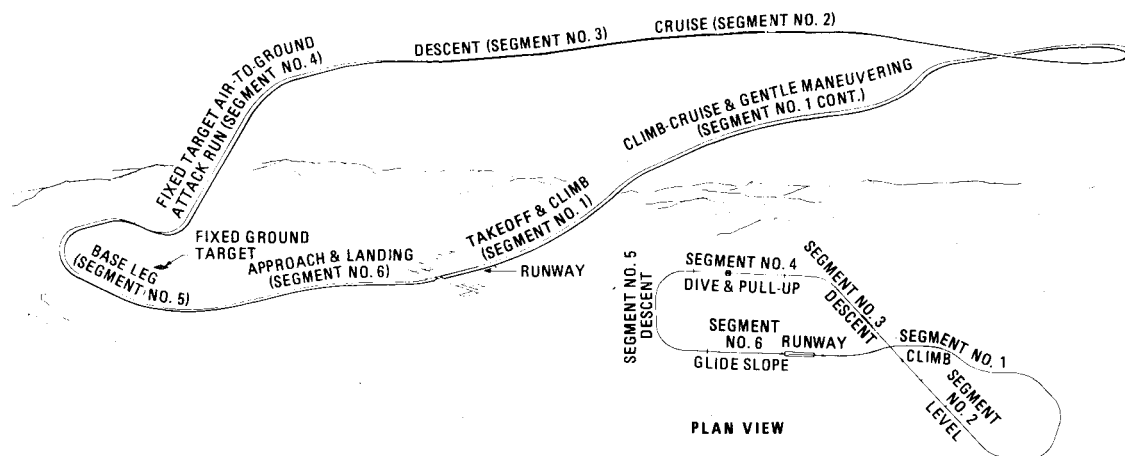 CRUISE (SEGMENT NO. 2)
DESCENT (SEGMENT NO. 3)
FIXED TARGET AIR-TO-GROUND
ATTACK RUN (SEGMENT NO. 4)
CLIMB-CRUISE & GENTLE MANEUVERING
(SEGMENT NO. 1 CONT.)
TAKEOFF & CLIMB
(SEGMENT NO. 1)
FIXED GROUND
TARGET
BASE LEG
(SEGMENT NO. 5)
APPROACH & LANDING
(SEGMENT NO. 6)
RUNWAY
SEGMENT NO. 5
DESCENT
SEGMENT NO. 4
DIVE & PULL-UP
SEGMENT NO. 3
DESCENT
SEGMENT
NO. 6
RUNWAY
GLIDE SLOPE
SEGMENT NO. 1
CLIMB
SEGMENT
NO. 2
LEVEL
PLAN VIEW